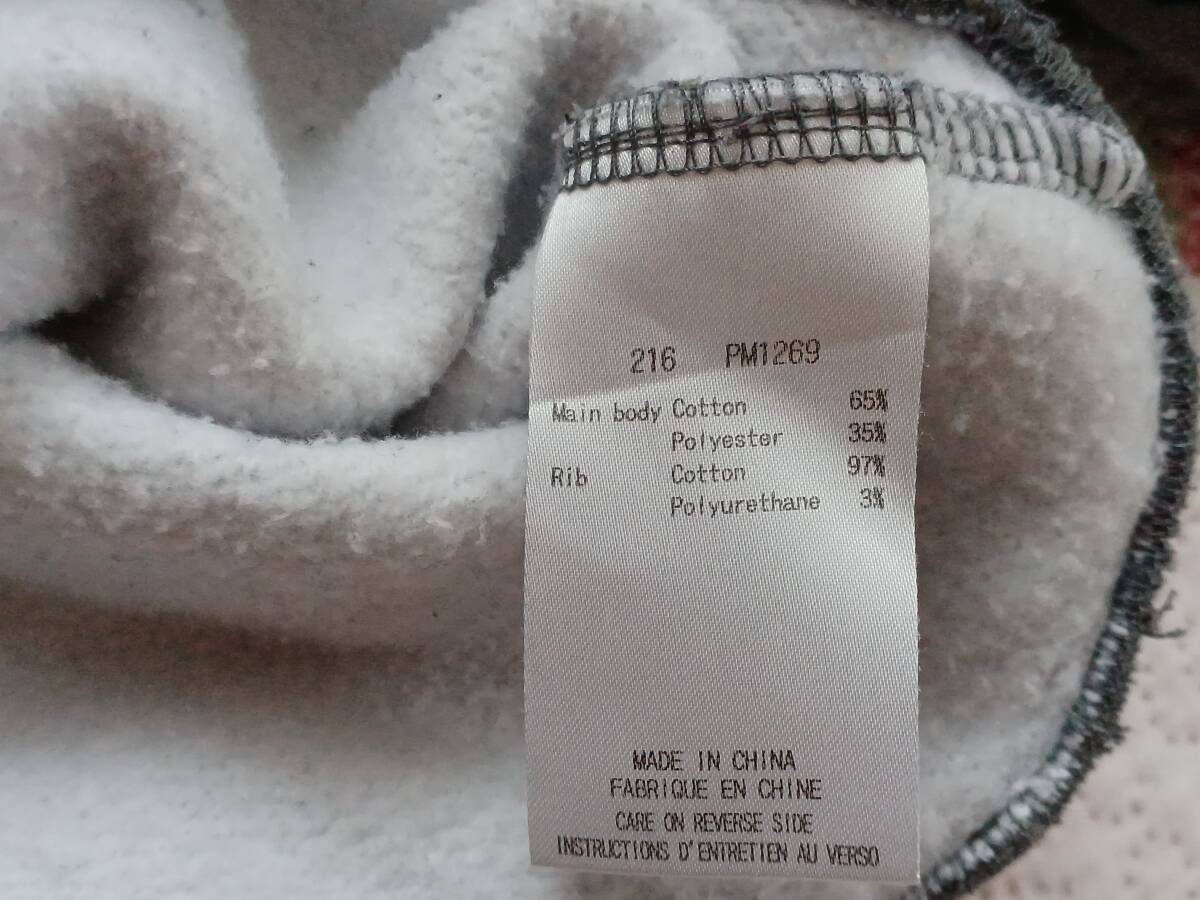 216 PM1269
Main body Cotton 65%
Polyester 35%
Rib Cotton 97%
Polyurethane 3%
MADE IN CHINA
FABRIQUE EN CHINE
CARE ON REVERSE SIDE
INSTRUCTIONS D'ENTRETIEN AU VERSO